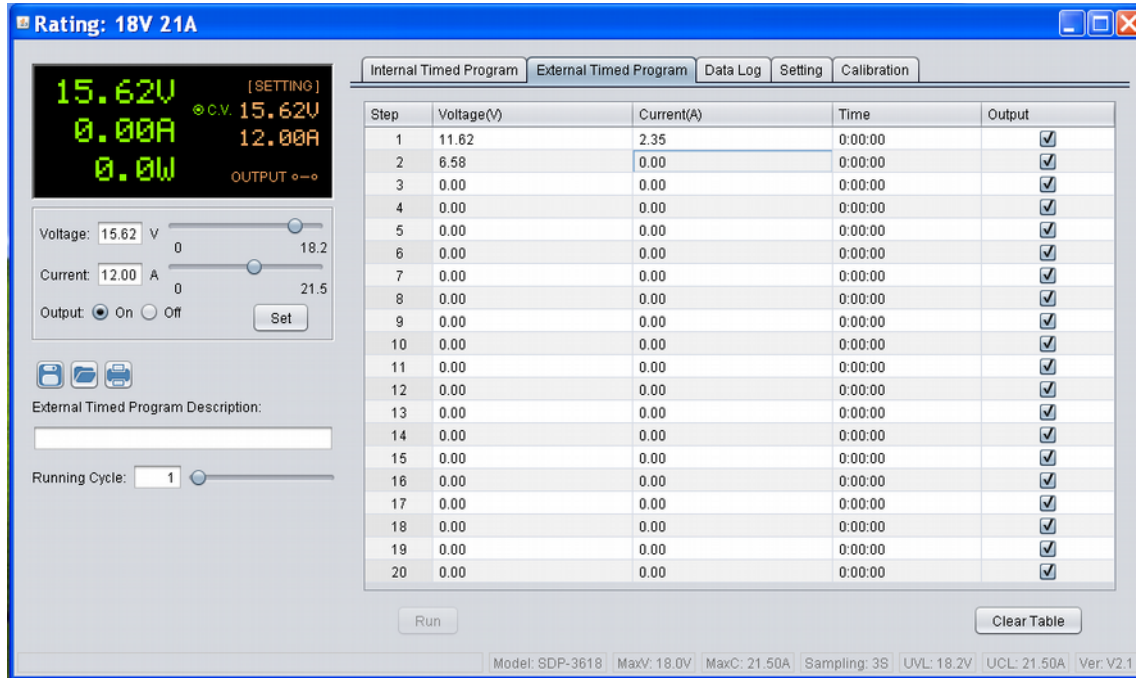 Rating: 18V 21A
15.62V
[SETTING]
C.V. 15.62V
0.00A
12.00A
0.0W
OUTPUT
Voltage: 15.62 V
0 18.2
Current: 12.00 A
0 21.5
Output: On Off
Set
External Timed Program Description:
Running Cycle: 1
Internal Timed Program External Timed Program Data Log Setting Calibration
Step Voltage(V) Current(A) Time Output
1 11.62 2.35 0:00:00
2 6.58 0.00 0:00:00
3 0.00 0.00 0:00:00
4 0.00 0.00 0:00:00
5 0.00 0.00 0:00:00
6 0.00 0.00 0:00:00
7 0.00 0.00 0:00:00
8 0.00 0.00 0:00:00
9 0.00 0.00 0:00:00
10 0.00 0.00 0:00:00
11 0.00 0.00 0:00:00
12 0.00 0.00 0:00:00
13 0.00 0.00 0:00:00
14 0.00 0.00 0:00:00
15 0.00 0.00 0:00:00
16 0.00 0.00 0:00:00
17 0.00 0.00 0:00:00
18 0.00 0.00 0:00:00
19 0.00 0.00 0:00:00
20 0.00 0.00 0:00:00
Run
Clear Table
Model: SDP-3618 MaxV: 18.0V MaxC: 21.50A Sampling: 3S UVL: 18.2V UCL: 21.50A Ver: V2.1